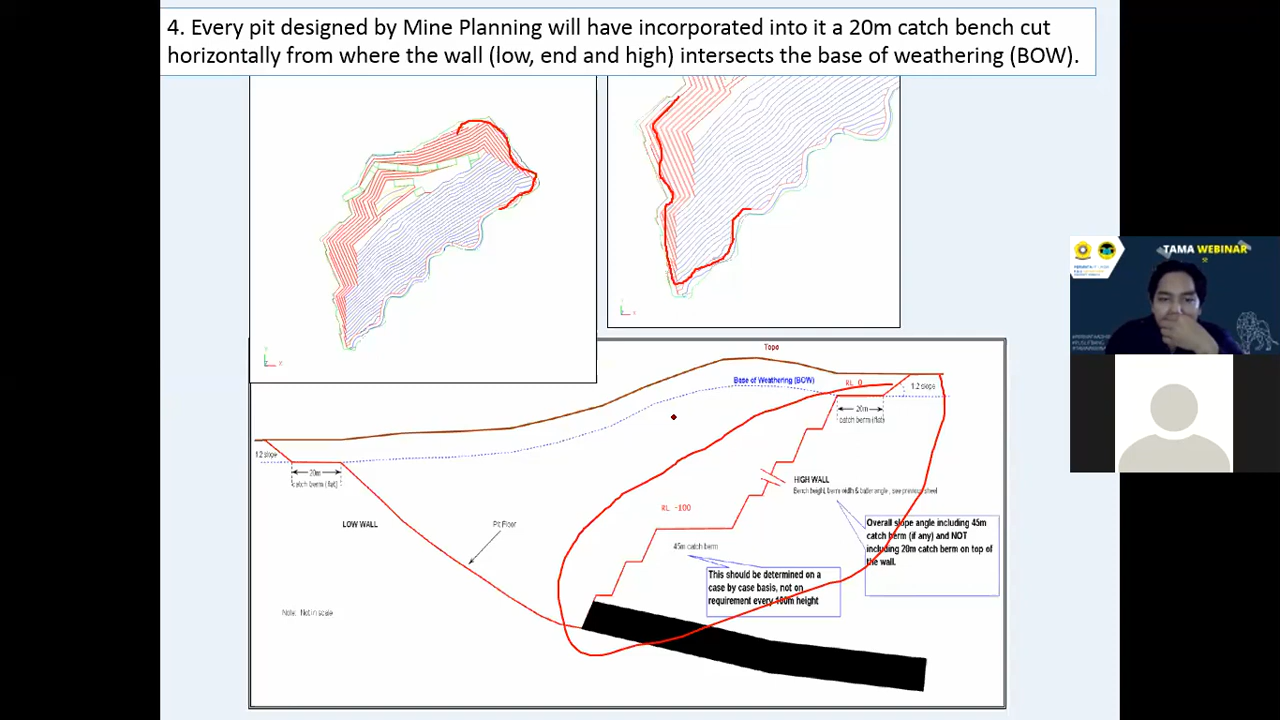 4. Every pit designed by Mine Planning will have incorporated into it a 20m catch bench cut
horizontally from where the wall (low, end and high) intersects the base of weathering (BOW).
TAMA WEBINAR
X
X
Topo
Base of Weathering (BOW)
RL 0
1:2 slope
20m
catch berm (flat)
1:2 slope
20m
catch berm (flat)
HIGH WALL
Bench height, berm width & batter angle , see previous sheet
RL -100
LOW WALL
Pit Floor
Overall slope angle including 45m
catch berm (if any) and NOT
including 20m catch berm on top of
the wall.
45m catch berm
This should be determined on a
case by case basis, not on
requirement every 100m height
Note: Not in scale